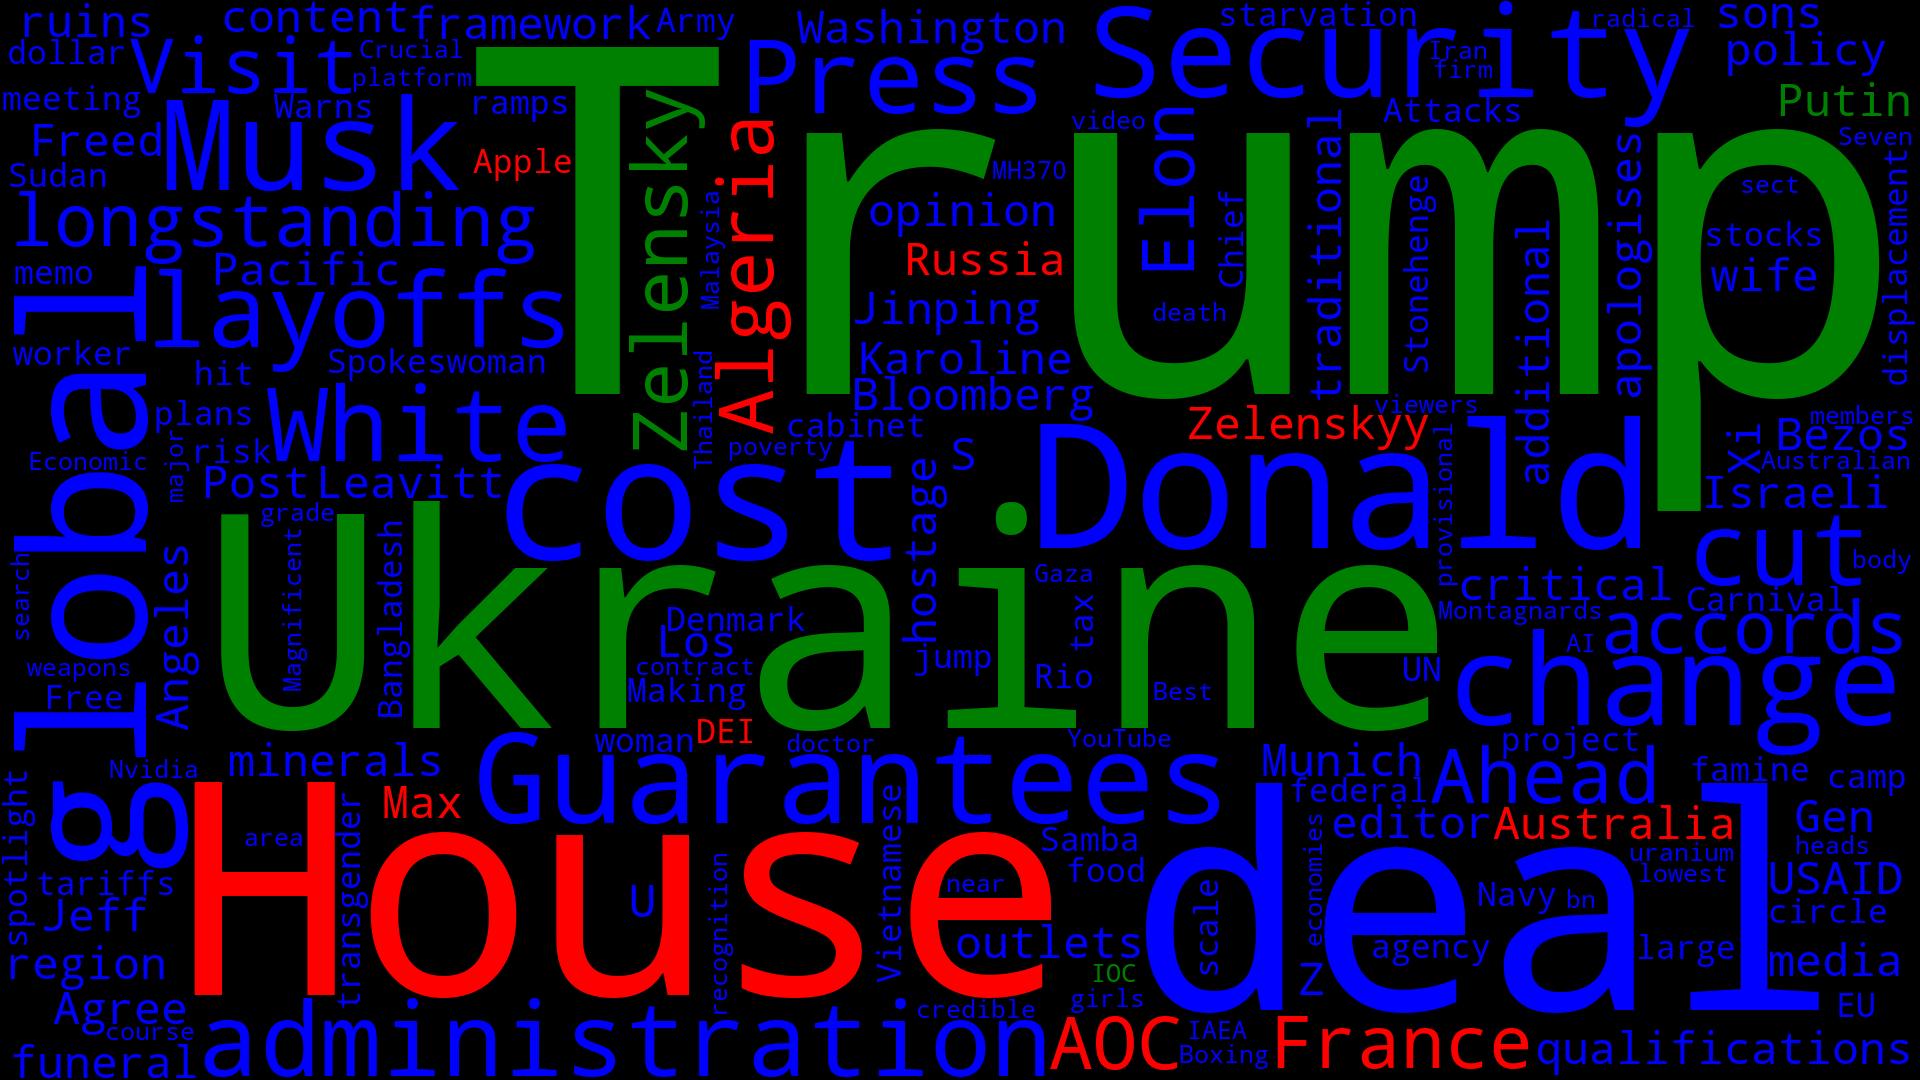 ruins
content
framework
Army
Washington
Security
starvation
radical
sons
dollar
Visit
Crucial
platform
Trump
Press
Iran
firm
policy
meeting
Musk
Warns
ramps
zelensky
Algeria
video
Elon
Attacks
Putin
Freed
Apple
MH370
traditional
apologises
Seven
Sudan
longstanding
Malaysia
opinion
Chief
Stonehenge
sect
displacement
memo
Pacific
Russia
additional
stocks
wife
global
layoffs
Jinping
death
worker
Spokeswoman
Karoline
hit
Thailand
Bloomberg
White
plans
cabinet
Zelenskyy
viewers
members
Economic
major
risk
poverty
S
Donald
provisional
Xi
Bezos
Australian
Post
Leavitt
cost
hostage
Israeli
Ukraine
grade
Magnificent
Bangladesh
cut
body
search
Angeles
Gaza
critical
Carnival
Denmark
Los
tax
Montagnards
AI
accords
weapons
contract
jump
Rio
UN
change
Free
Making
Best
woman
DEI
doctor
YouTube
project
minerals
Nvidia
Guarantees
Munich
Ahead
famine
camp
spotlight
House
Max
federal
deal
area
transgender
Vietnamese
Samba
economies
editor
Australia
Gen
heads
tariffs
U
recognition
near
food
scale
uranium
lowest
USAID
Jeff
Navy
bn
circle
region
outlets
agency
large
media
IOC
Z
Agree
credible
girls
EU
course
administration
AOC
IAEA
Boxing
France
qualifications
funeral